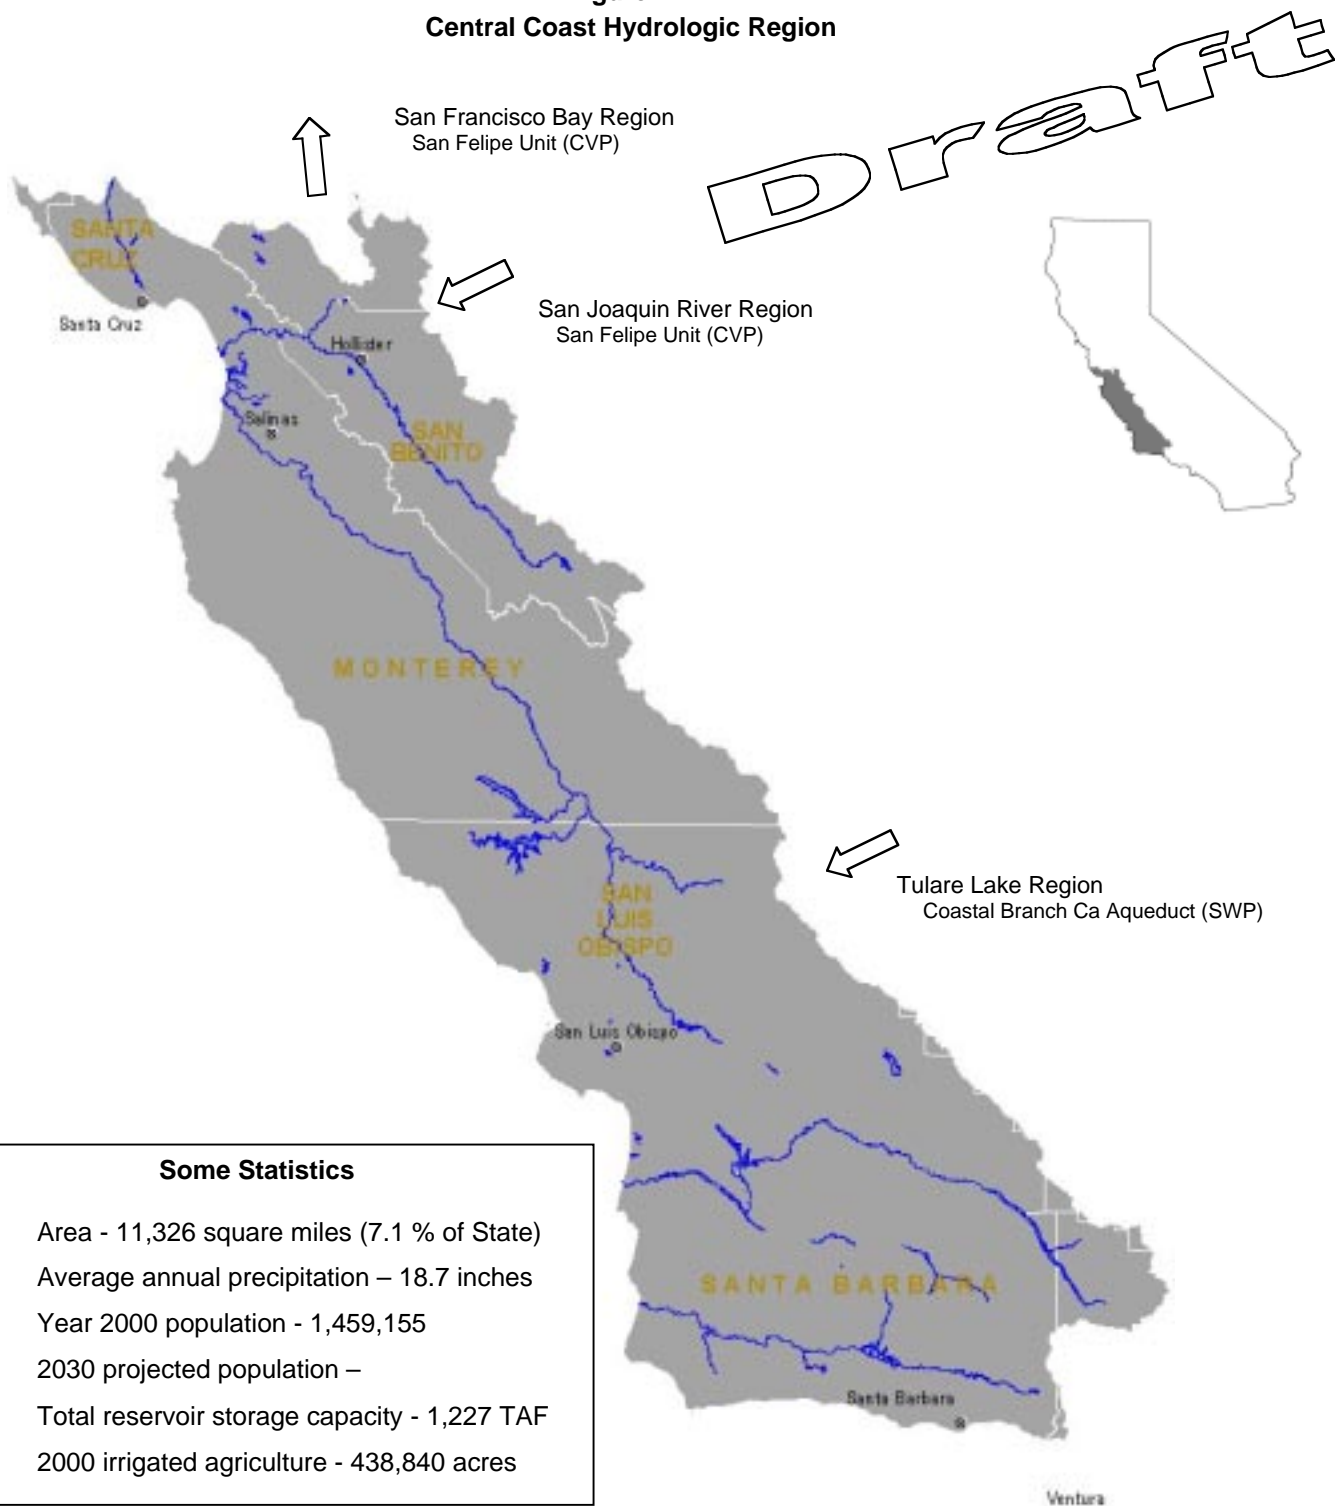 Central Coast Hydrologic Region
Draft
San Francisco Bay Region
San Felipe Unit (CVP)
SANTA
CRUZ
Santa Cruz
San Joaquin River Region
San Felipe Unit (CVP)
Hollister
Salinas
SAN
BENITO
MONTEREY
Tulare Lake Region
Coastal Branch Ca Aqueduct (SWP)
SAN
LUIS
OBISPO
San Luis Obispo
Some Statistics
Area - 11,326 square miles (7.1 % of State)
Average annual precipitation – 18.7 inches
Year 2000 population - 1,459,155
2030 projected population –
Total reservoir storage capacity - 1,227 TAF
2000 irrigated agriculture - 438,840 acres
SANTA BARBARA
Santa Barbara
Ventura